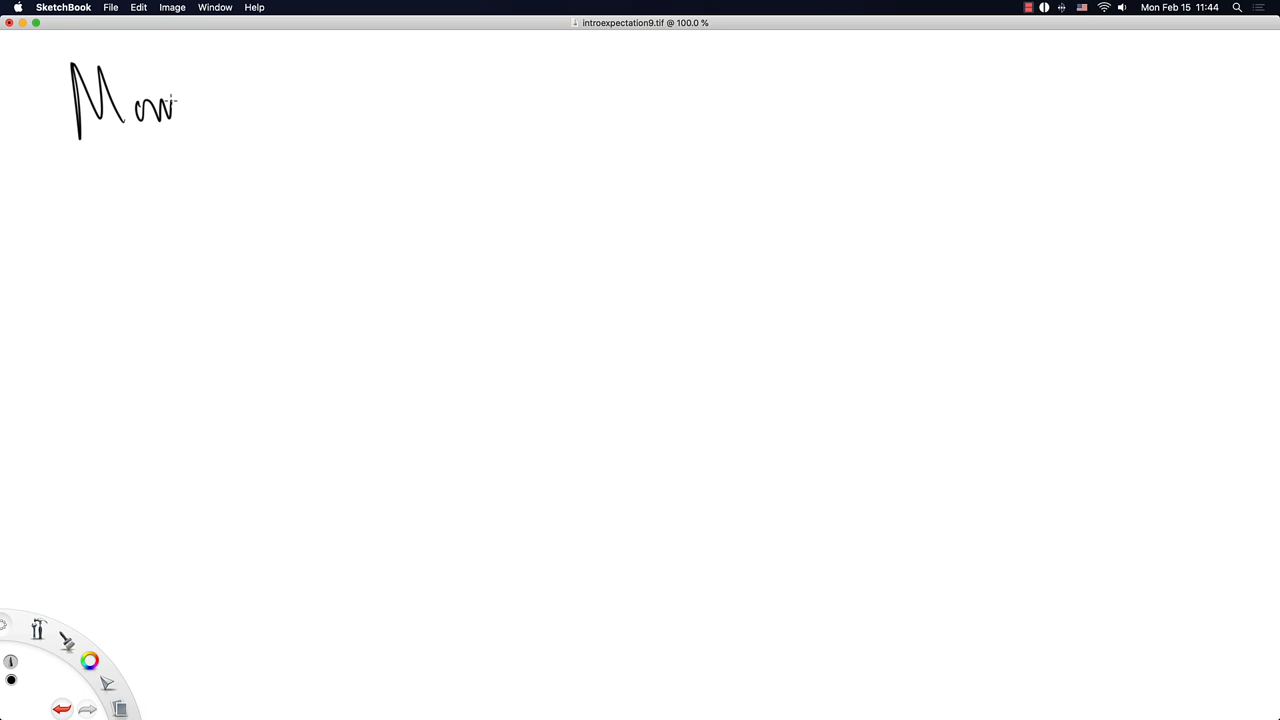 SketchBook File Edit Image Window Help Mon Feb 15 11:44
introexpectation9.tif @ 100.0 %